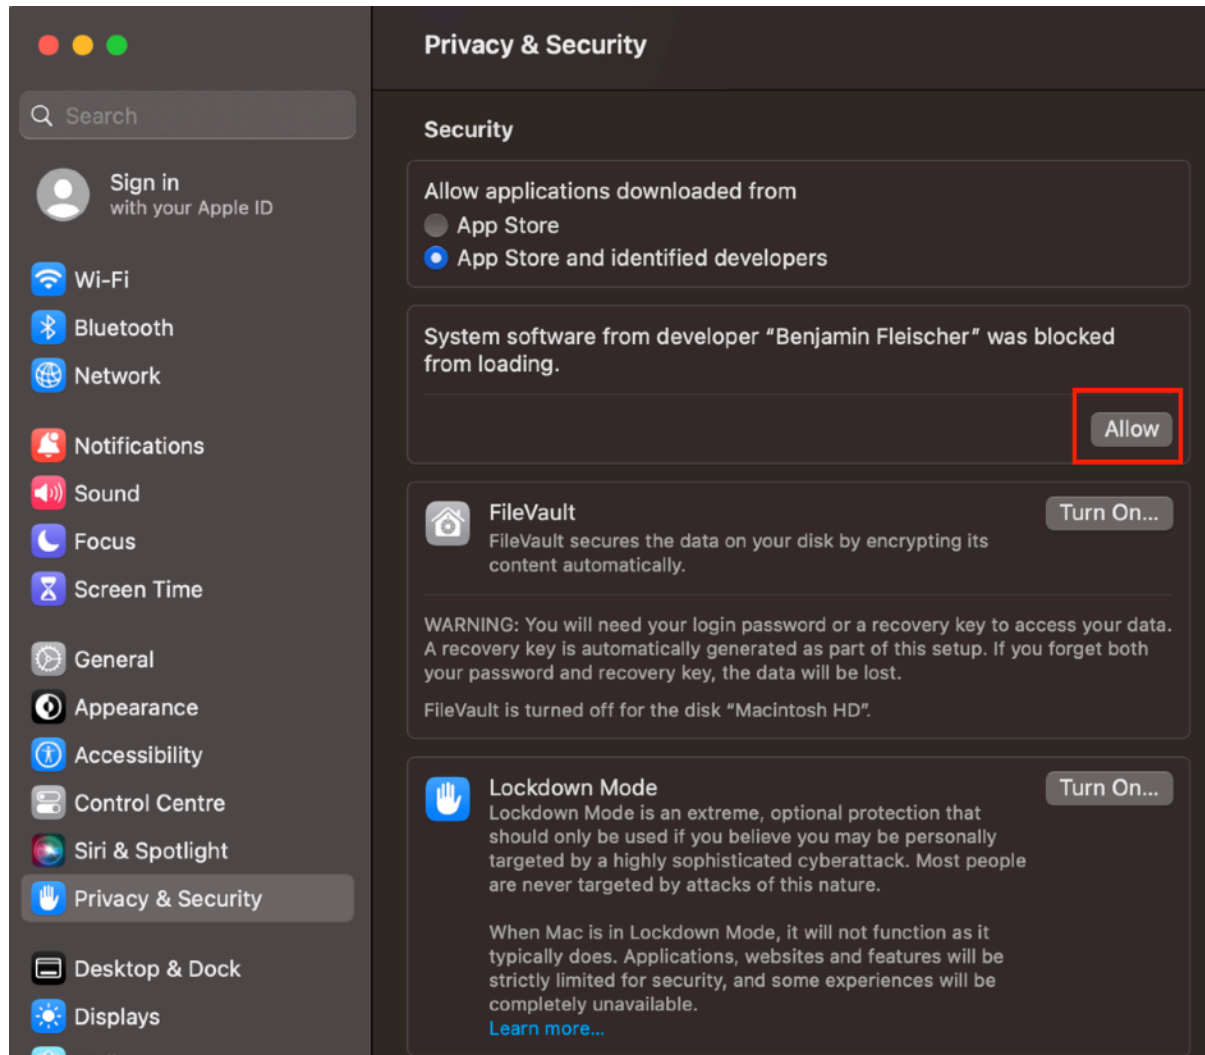 Search
Sign in
with your Apple ID
Wi-Fi
Bluetooth
Network
Notifications
Sound
Focus
Screen Time
General
Appearance
Accessibility
Control Centre
Siri & Spotlight
Privacy & Security
Desktop & Dock
Displays
Privacy & Security
Security
Allow applications downloaded from
App Store
App Store and identified developers
System software from developer “Benjamin Fleischer” was blocked
from loading.
Allow
FileVault
Turn On...
FileVault secures the data on your disk by encrypting its
content automatically.
WARNING: You will need your login password or a recovery key to access your data.
A recovery key is automatically generated as part of this setup. If you forget both
your password and recovery key, the data will be lost.
FileVault is turned off for the disk “Macintosh HD”.
Lockdown Mode
Turn On...
Lockdown Mode is an extreme, optional protection that
should only be used if you believe you may be personally
targeted by a highly sophisticated cyberattack. Most people
are never targeted by attacks of this nature.
When Mac is in Lockdown Mode, it will not function as it
typically does. Applications, websites and features will be
strictly limited for security, and some experiences will be
completely unavailable.
Learn more...